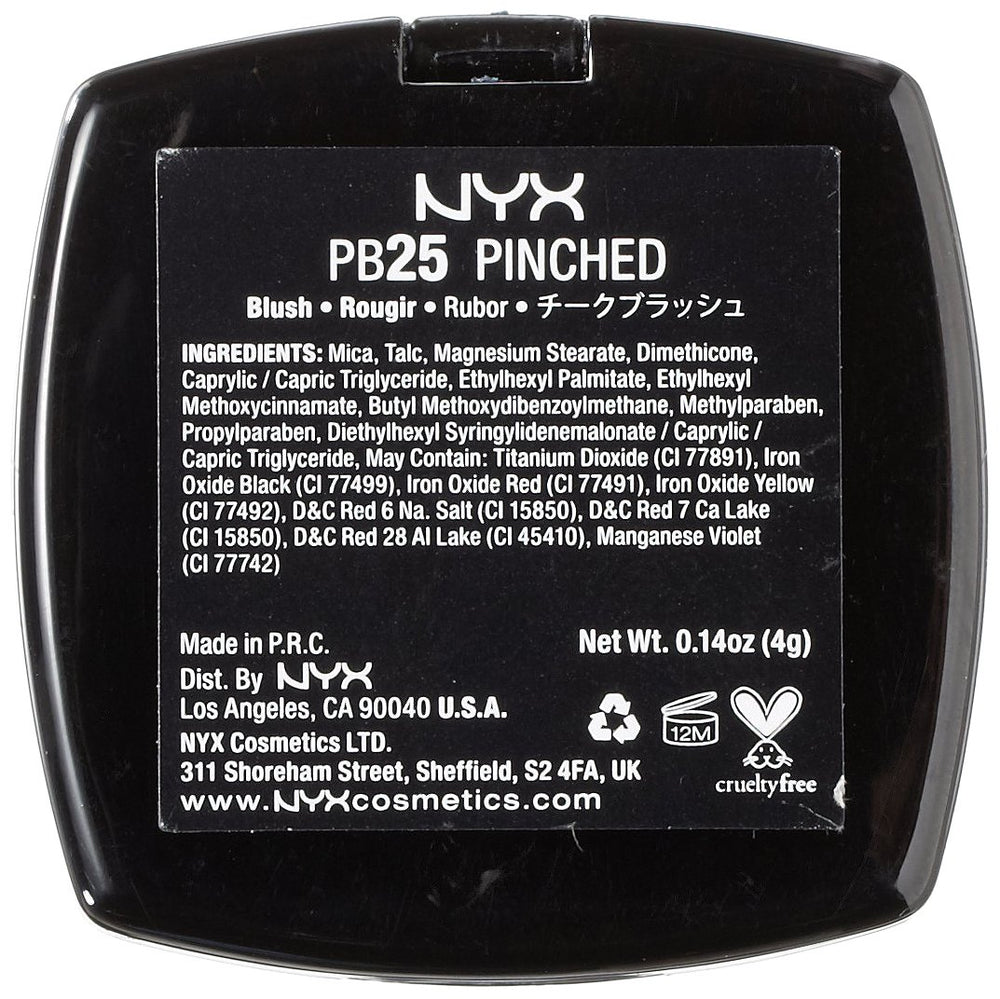 NYX
PB25 PINCHED
Blush • Rougir • Rubor • チークブラッシュ
INGREDIENTS: Mica, Talc, Magnesium Stearate, Dimethicone,
Caprylic / Capric Triglyceride, Ethylhexyl Palmitate, Ethylhexyl
Methoxycinnamate, Butyl Methoxydibenzoylmethane, Methylparaben,
Propylparaben, Diethylhexyl Syringylidenemalonate / Caprylic /
Capric Triglyceride, May Contain: Titanium Dioxide (CI 77891), Iron
Oxide Black (CI 77499), Iron Oxide Red (CI 77491), Iron Oxide Yellow
(CI 77492), D&C Red 6 Na. Salt (CI 15850), D&C Red 7 Ca Lake
(CI 15850), D&C Red 28 Al Lake (CI 45410), Manganese Violet
(CI 77742)
Made in P.R.C.
Net Wt. 0.14oz (4g)
Dist. By NYX
Los Angeles, CA 90040 U.S.A.
12M
NYX Cosmetics LTD.
311 Shoreham Street, Sheffield, S2 4FA, UK
crueltyfree
www.NYXcosmetics.com